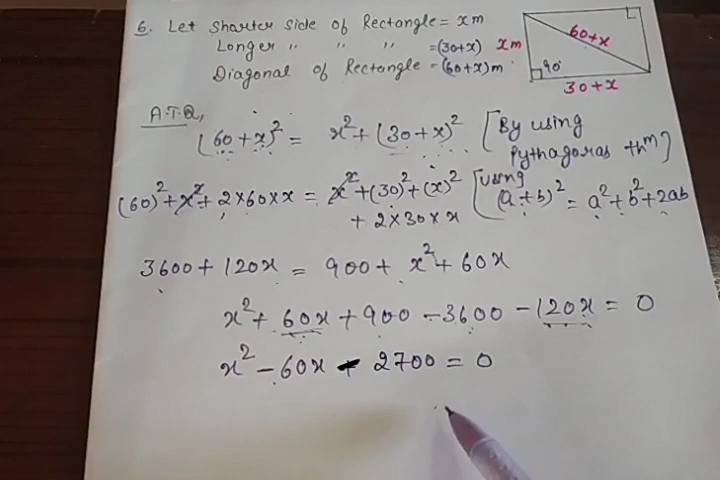 6. Let Shorter Side of Rectangle = x m
Longer " " " = (30+x) m
Diagonal of Rectangle = (60+x) m
60+x
x m
90°
30+x
A.T.Q,
(60+x)² = x² + (30+x)² [By using Pythagoras thm]
(60)² + x² + 2×60×x = x² + (30)² + (x)² + 2×30×x [using (a+b)² = a²+b²+2ab
3600 + 120x = 900 + x² + 60x
x² + 60x + 900 - 3600 - 120x = 0
x² - 60x - 2700 = 0